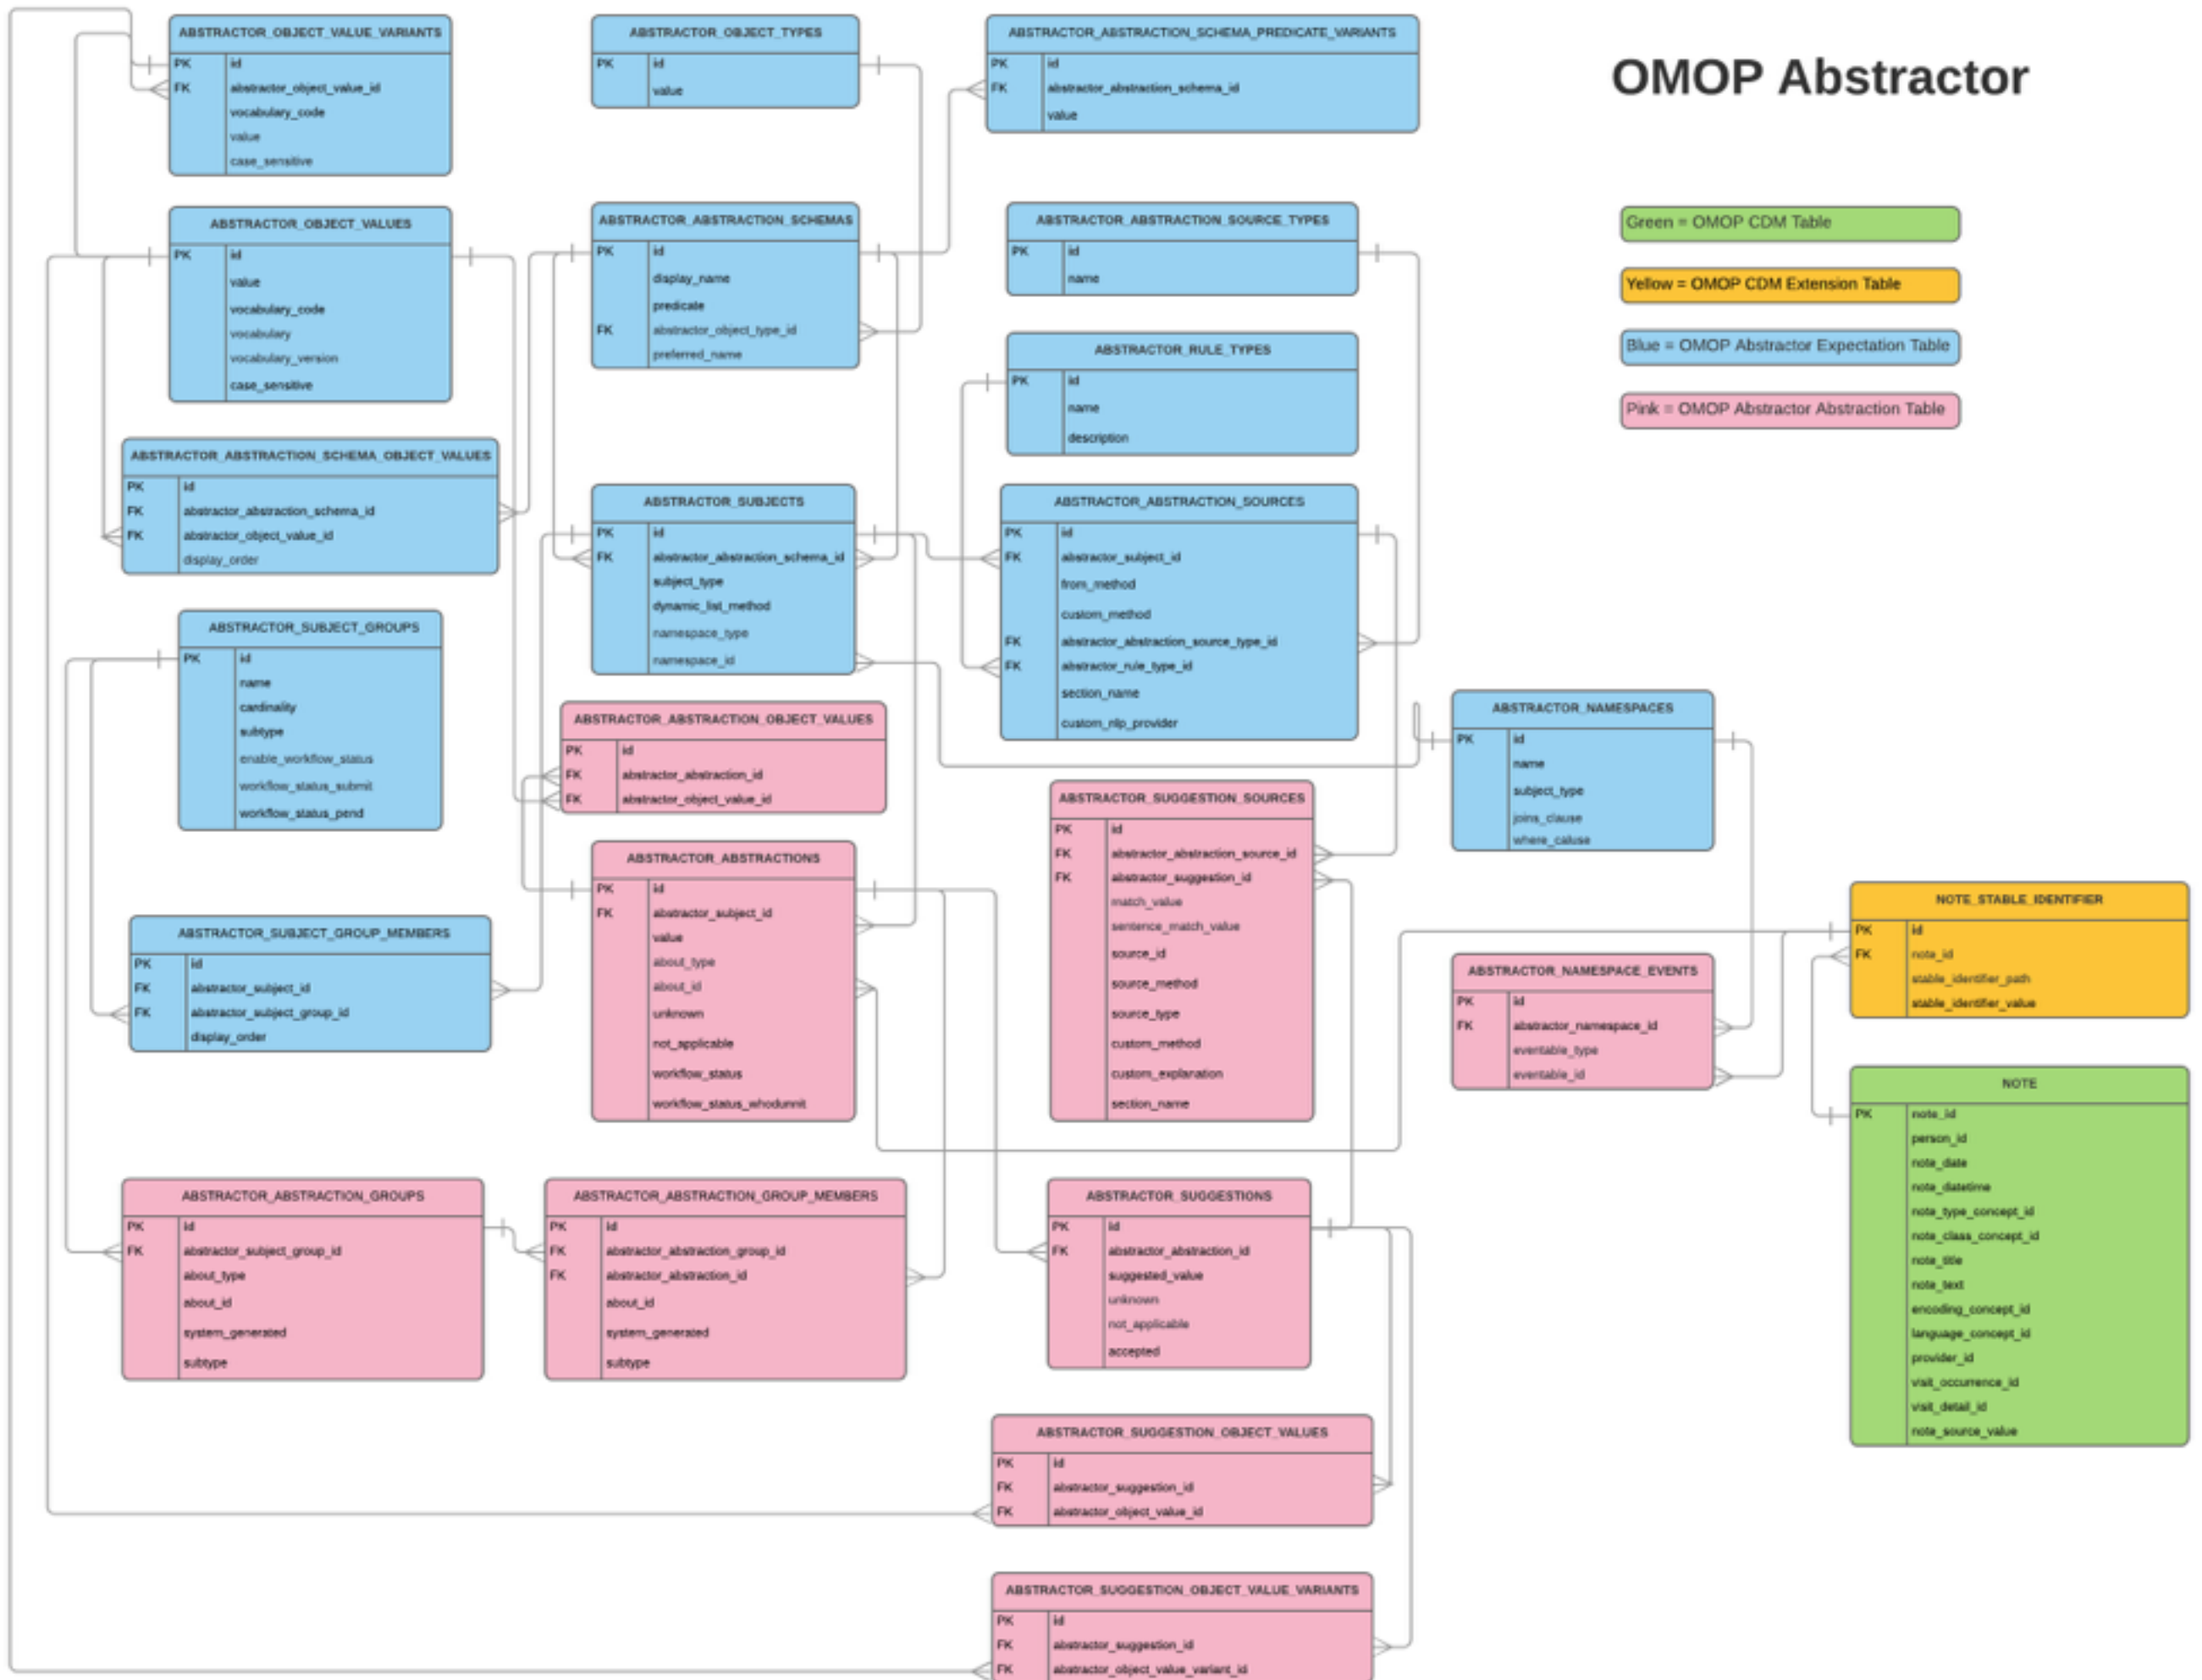 OMOP Abstractor
Green = OMOP CDM Table
Yellow = OMOP CDM Extension Table
Blue = OMOP Abstractor Expectation Table
Pink = OMOP Abstractor Abstraction Table
ABSTRACTOR_OBJECT_VALUE_VARIANTS
PK id
FK abstractor_object_value_id
vocabulary_code
value
case_sensitive
ABSTRACTOR_OBJECT_TYPES
PK id
value
ABSTRACTOR_ABSTRACTION_SCHEMA_PREDICATE_VARIANTS
PK id
FK abstractor_abstraction_schema_id
value
ABSTRACTOR_OBJECT_VALUES
PK id
value
vocabulary_code
vocabulary
vocabulary_version
case_sensitive
ABSTRACTOR_ABSTRACTION_SCHEMAS
PK id
display_name
predicate
FK abstractor_object_type_id
preferred_name
ABSTRACTOR_ABSTRACTION_SOURCE_TYPES
PK id
name
ABSTRACTOR_RULE_TYPES
PK id
name
description
ABSTRACTOR_ABSTRACTION_SCHEMA_OBJECT_VALUES
PK id
FK abstractor_abstraction_schema_id
FK abstractor_object_value_id
display_order
ABSTRACTOR_SUBJECTS
PK id
FK abstractor_abstraction_schema_id
subject_type
dynamic_list_method
namespace_type
namespace_id
ABSTRACTOR_ABSTRACTION_SOURCES
PK id
FK abstractor_subject_id
from_method
custom_method
FK abstractor_abstraction_source_type_id
FK abstractor_rule_type_id
section_name
custom_nlp_provider
ABSTRACTOR_SUBJECT_GROUPS
PK id
name
cardinality
subtype
enable_workflow_status
workflow_status_submit
workflow_status_pend
ABSTRACTOR_ABSTRACTION_OBJECT_VALUES
PK id
FK abstractor_abstraction_id
FK abstractor_object_value_id
ABSTRACTOR_NAMESPACES
PK id
name
subject_type
joins_clause
where_caluse
ABSTRACTOR_SUGGESTION_SOURCES
PK id
FK abstractor_abstraction_source_id
FK abstractor_suggestion_id
match_value
sentence_match_value
source_id
source_method
source_type
custom_method
custom_explanation
section_name
ABSTRACTOR_ABSTRACTIONS
PK id
FK abstractor_subject_id
value
about_type
about_id
unknown
not_applicable
workflow_status
workflow_status_whodunnit
NOTE_STABLE_IDENTIFIER
PK id
FK note_id
stable_identifier_path
stable_identifier_value
ABSTRACTOR_SUBJECT_GROUP_MEMBERS
PK id
FK abstractor_subject_id
FK abstractor_subject_group_id
display_order
ABSTRACTOR_NAMESPACE_EVENTS
PK id
FK abstractor_namespace_id
eventable_type
eventable_id
NOTE
PK note_id
person_id
note_date
note_datetime
note_type_concept_id
note_class_concept_id
note_title
note_text
encoding_concept_id
language_concept_id
provider_id
visit_occurrence_id
visit_detail_id
note_source_value
ABSTRACTOR_ABSTRACTION_GROUPS
PK id
FK abstractor_subject_group_id
about_type
about_id
system_generated
subtype
ABSTRACTOR_ABSTRACTION_GROUP_MEMBERS
PK id
FK abstractor_abstraction_group_id
FK abstractor_abstraction_id
about_id
system_generated
subtype
ABSTRACTOR_SUGGESTIONS
PK id
FK abstractor_abstraction_id
suggested_value
unknown
not_applicable
accepted
ABSTRACTOR_SUGGESTION_OBJECT_VALUES
PK id
FK abstractor_suggestion_id
FK abstractor_object_value_id
ABSTRACTOR_SUGGESTION_OBJECT_VALUE_VARIANTS
PK id
FK abstractor_suggestion_id
FK abstractor_object_value_variant_id